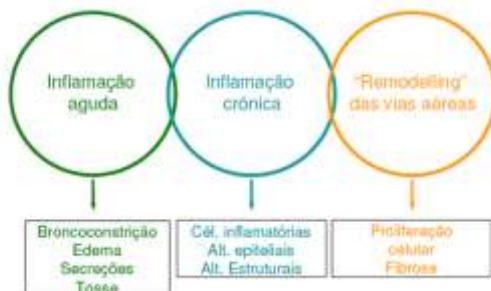 Inflamação
aguda
Inflamação
crónica
"Remodelling"
das vias aéreas
Broncoconstrição
Edema
Secreções
Tosse
Cél. inflamatórias
Alt. epiteliais
Alt. Estruturais
Proliferação
celular
Fibrose